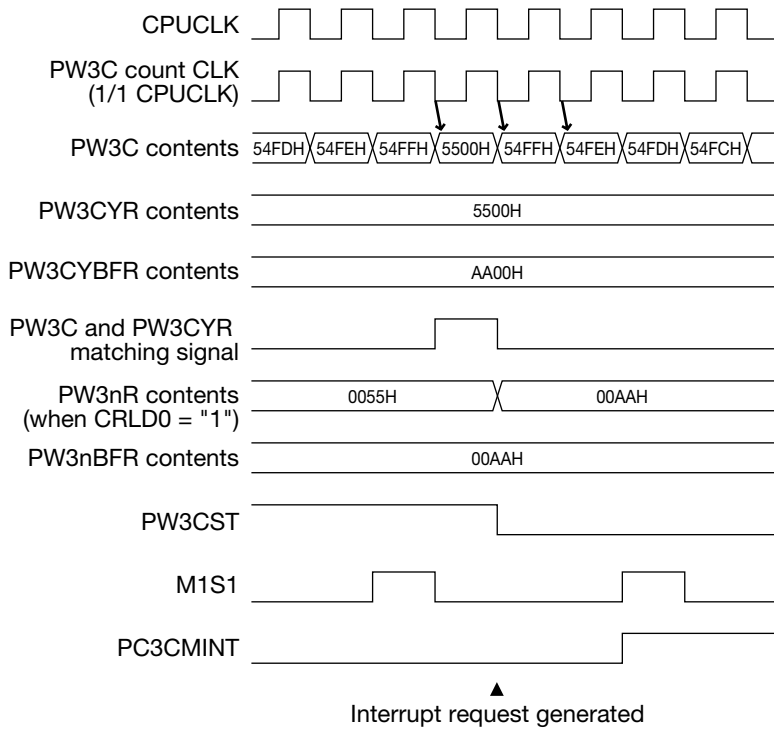 CPUCLK
PW3C count CLK
(1/1 CPUCLK)
PW3C contents 54FDH 54FEH 54FFH 5500H 54FFH 54FEH 54FDH 54FCH
PW3CYR contents 5500H
PW3CYBFR contents AA00H
PW3C and PW3CYR
matching signal
PW3nR contents 0055H 00AAH
(when CRLD0 = "1")
PW3nBFR contents 00AAH
PW3CST
M1S1
PC3CMINT
Interrupt request generated